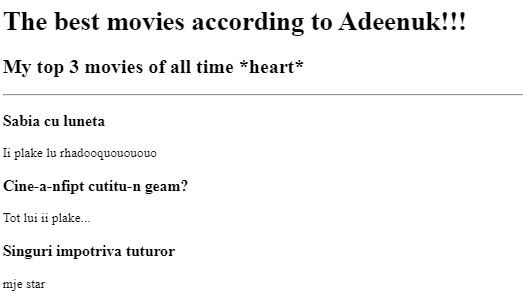 The best movies according to Adeenuk!!!
My top 3 movies of all time *heart*
Sabia cu luneta
Ii plake lu rhadooquouououo
Cine-a-nfipt cutitu-n geam?
Tot lui ii plake...
Singuri impotriva tuturor
mje star